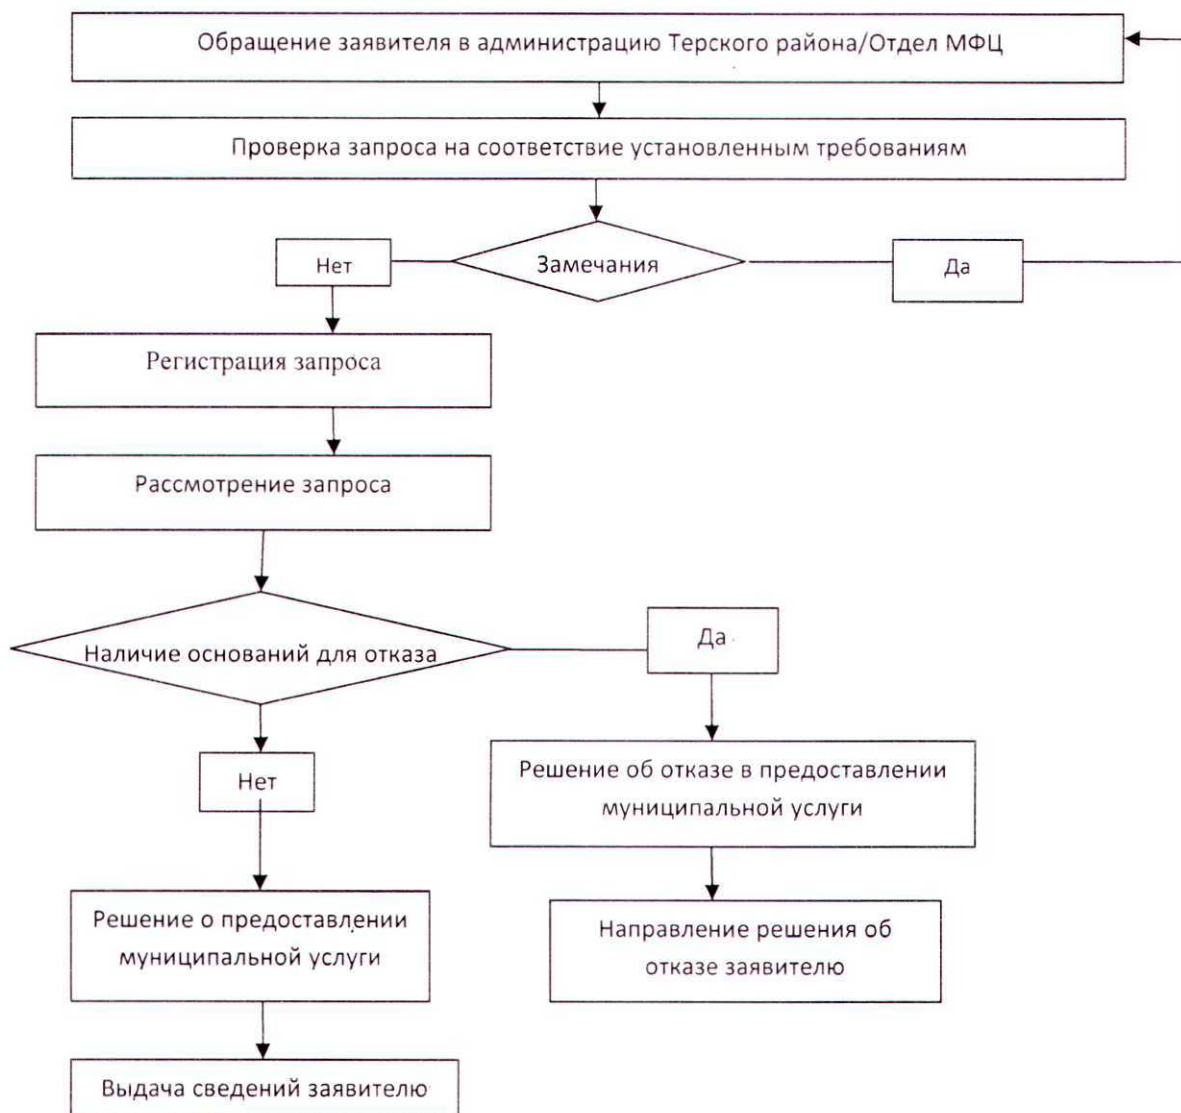 Обращение заявителя в администрацию Терского района/Отдел МФЦ
Проверка запроса на соответствие установленным требованиям
Нет
Замечания
Да
Регистрация запроса
Рассмотрение запроса
Наличие оснований для отказа
Да
Нет
Решение об отказе в предоставлении
муниципальной услуги
Решение о предоставлении
муниципальной услуги
Направление решения об
отказе заявителю
Выдача сведений заявителю